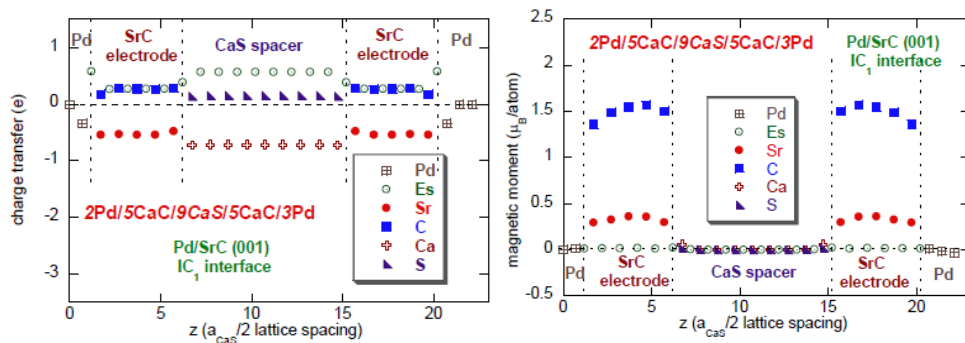 Pd
SrC
electrode
CaS spacer
SrC
electrode
Pd
1
0
-1
-2
-3
charge transfer (e)
2Pd/5CaC/9CaS/5CaC/3Pd
Pd/SrC (001)
IC1 interface
Pd
Es
Sr
C
Ca
S
0 5 10 15 20
z (aCaS/2 lattice spacing)
2Pd/5CaC/9CaS/5CaC/3Pd
Pd/SrC (001)
IC1 interface
2.5
2
1.5
1
0.5
0
-0.5
magnetic moment (μB/atom)
Pd
Es
Sr
C
Ca
S
Pd
SrC
electrode
CaS spacer
SrC
electrode
Pd
0 5 10 15 20
z (aCaS/2 lattice spacing)